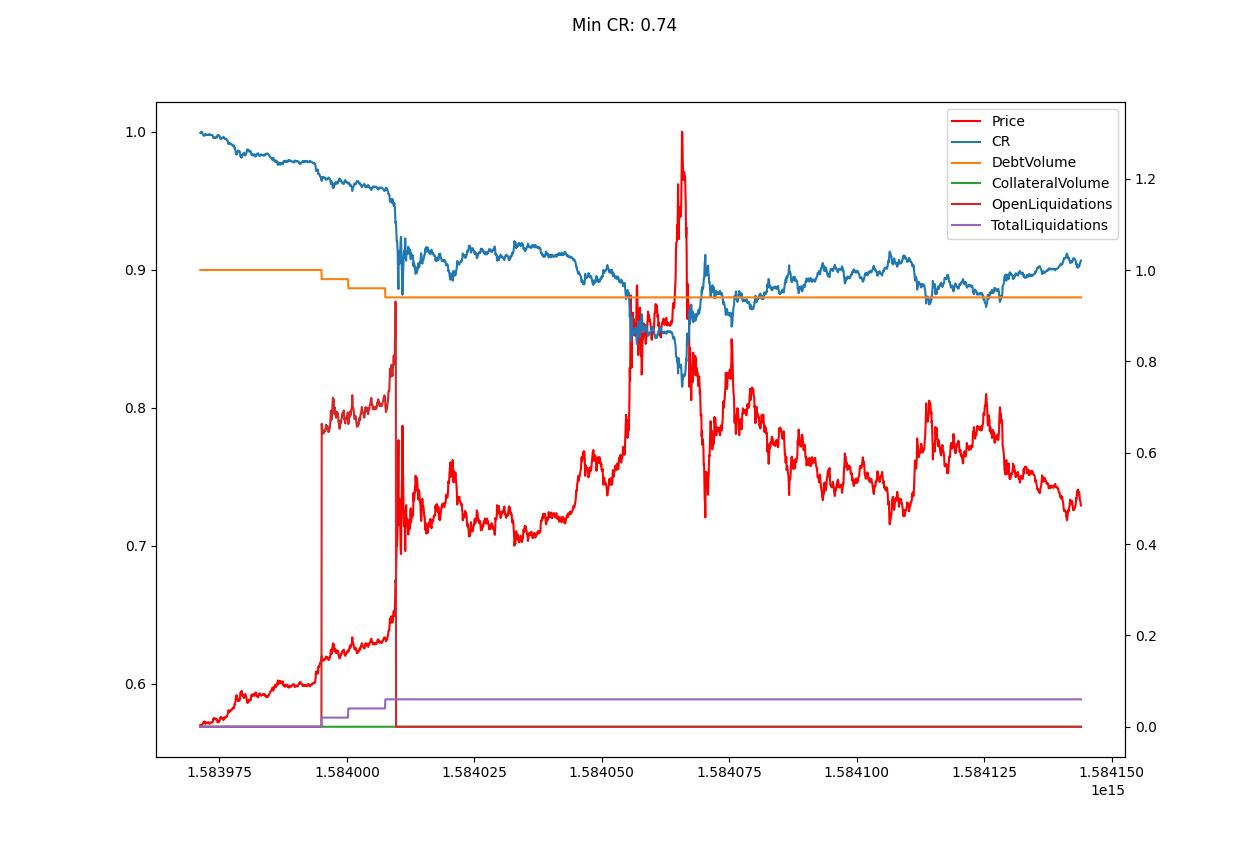 Min CR: 0.74
Price
CR
DebtVolume
CollateralVolume
OpenLiquidations
TotalLiquidations
1.0
0.9
0.8
0.7
0.6
1.2
1.0
0.8
0.6
0.4
0.2
0.0
1.583975 1.584000 1.584025 1.584050 1.584075 1.584100 1.584125 1.584150
1e15